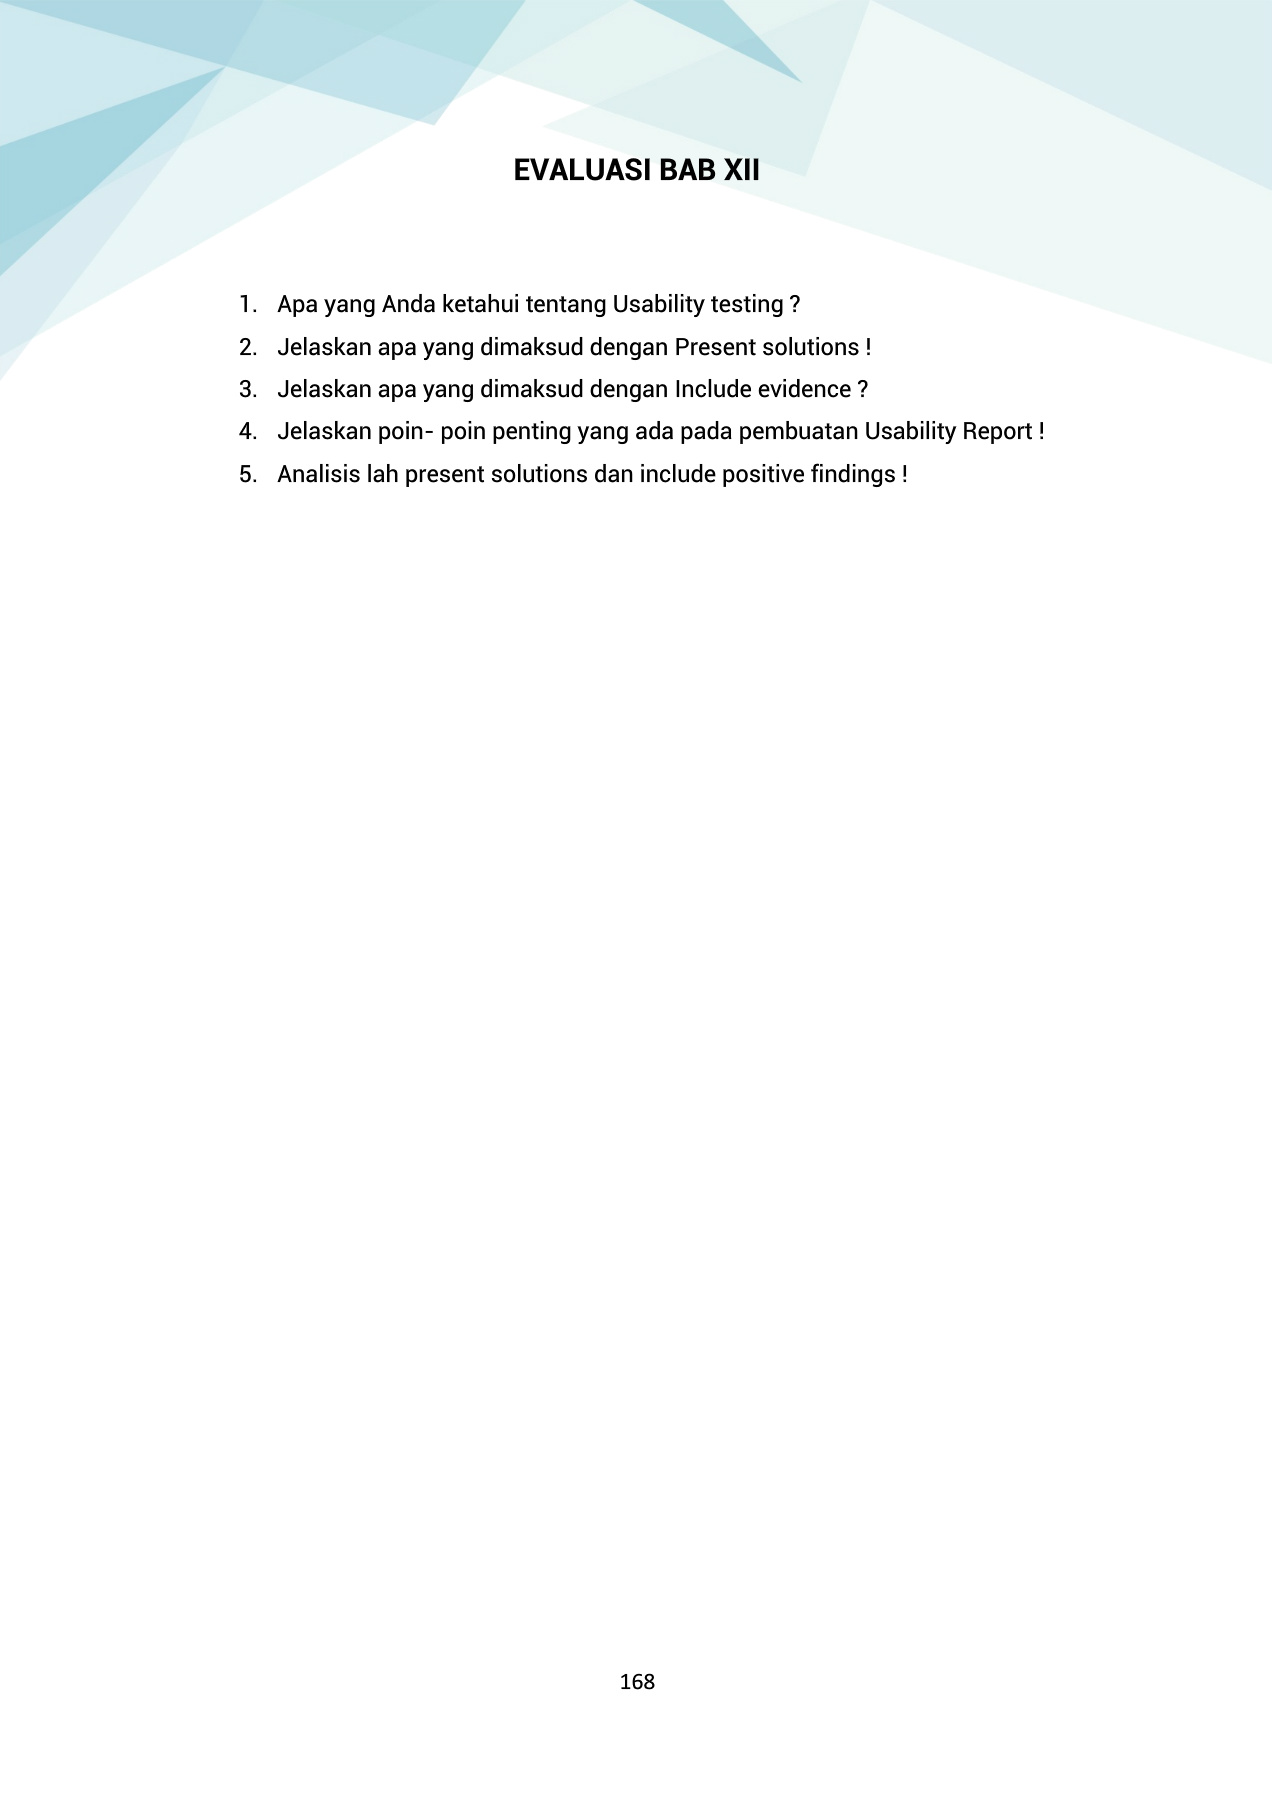 EVALUASI BAB XII
1. Apa yang Anda ketahui tentang Usability testing ?
2. Jelaskan apa yang dimaksud dengan Present solutions !
3. Jelaskan apa yang dimaksud dengan Include evidence ?
4. Jelaskan poin- poin penting yang ada pada pembuatan Usability Report !
5. Analisis lah present solutions dan include positive findings !
168